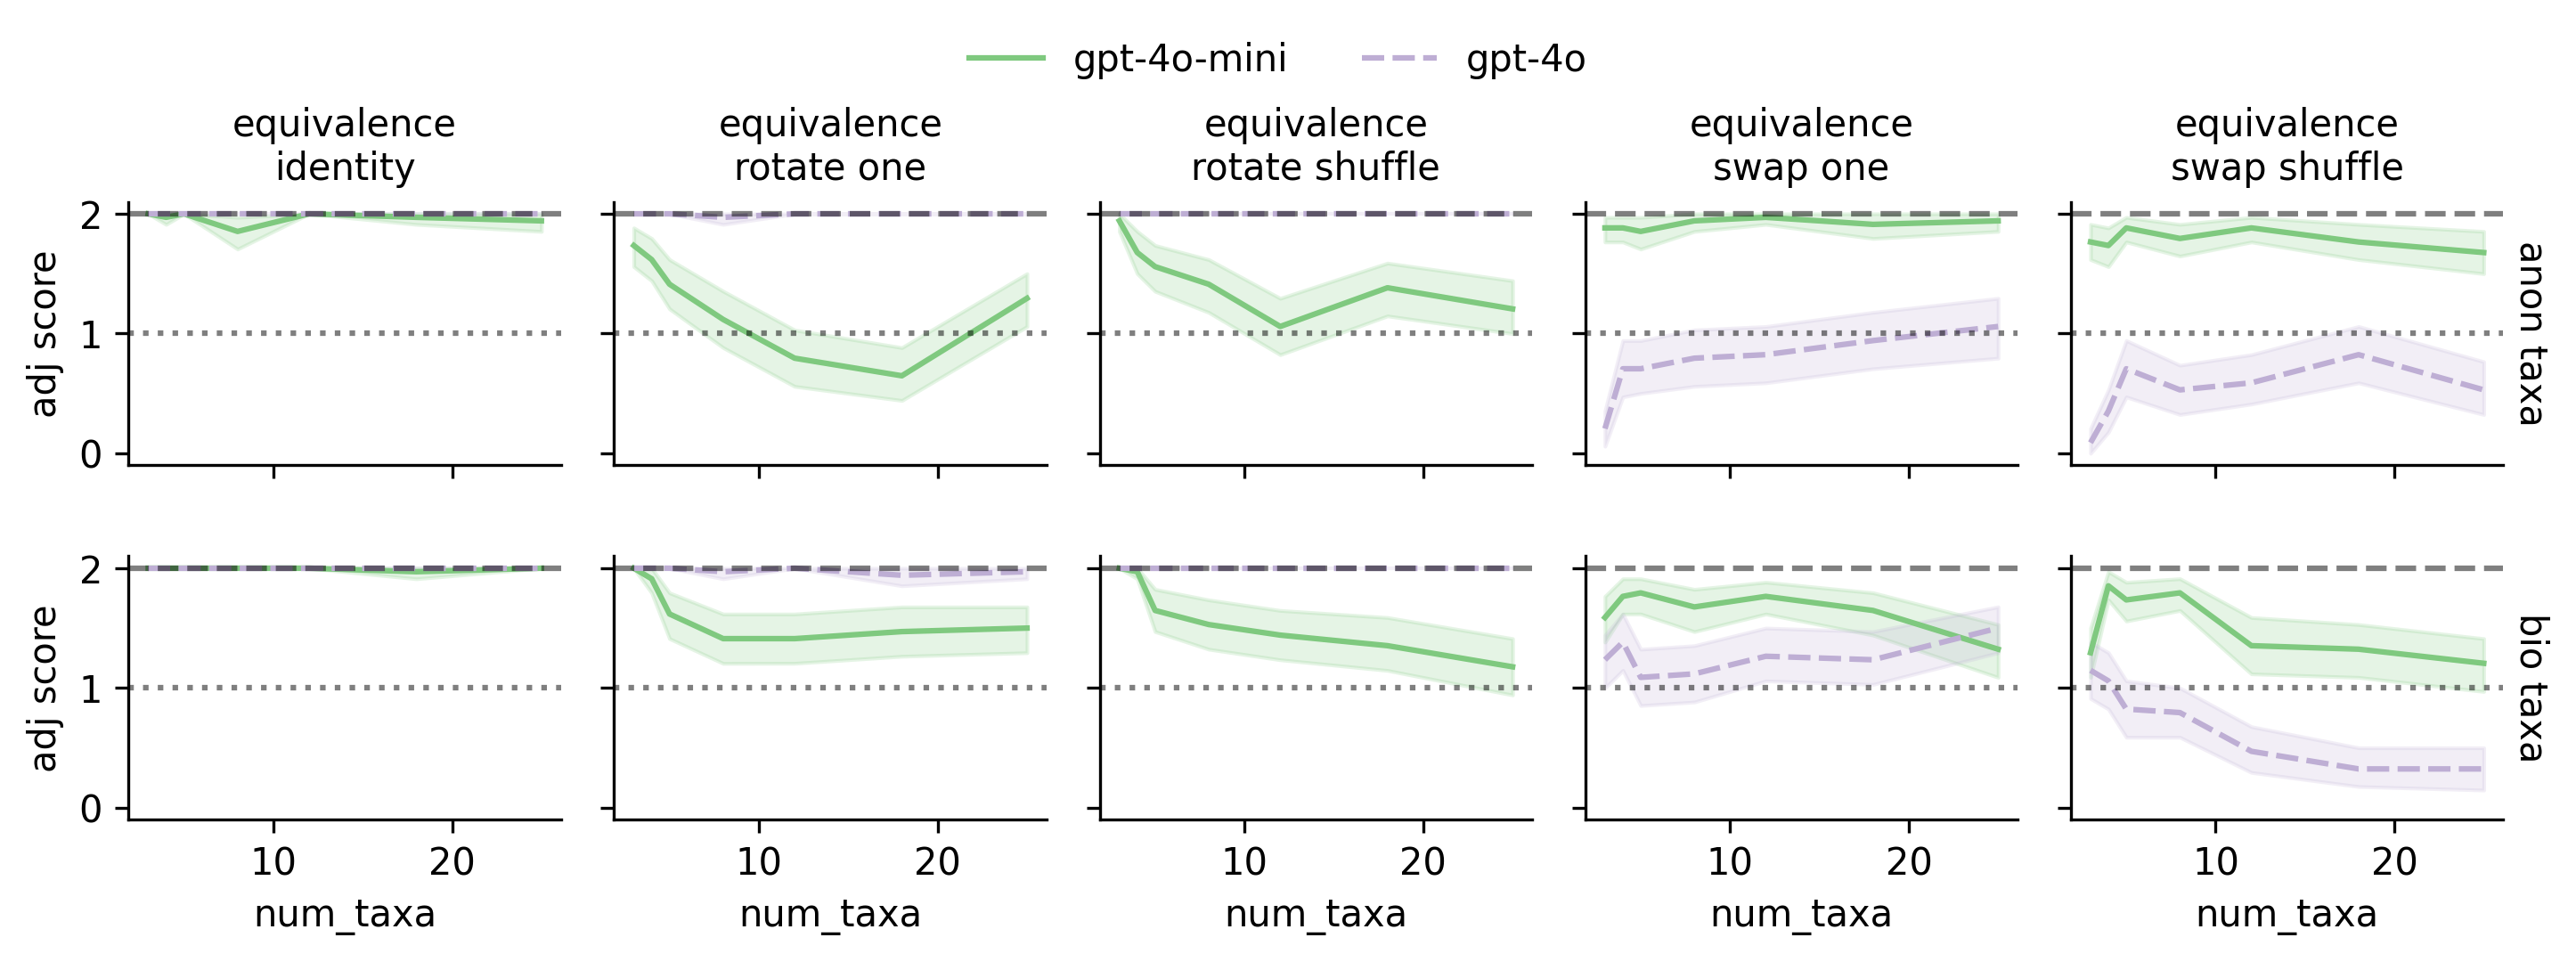 gpt-4o-mini
gpt-4o
equivalence
identity
equivalence
rotate one
equivalence
rotate shuffle
equivalence
swap one
equivalence
swap shuffle
2
1
0
adj score
anon taxa
2
1
0
adj score
bio taxa
10 20
10 20
10 20
10 20
10 20
num_taxa
num_taxa
num_taxa
num_taxa
num_taxa